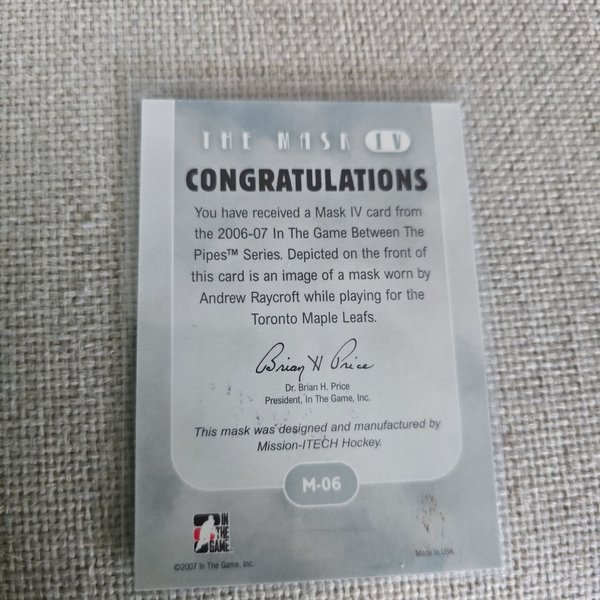 THE MASK IV
CONGRATULATIONS
You have received a Mask IV card from
the 2006-07 In The Game Between The
Pipes™ Series. Depicted on the front of
this card is an image of a mask worn by
Andrew Raycroft while playing for the
Toronto Maple Leafs.
Brian H Price
Dr. Brian H. Price
President, In The Game, Inc.
This mask was designed and manufactured by
Mission-ITECH Hockey.
M-06
IN
THE
GAME
©2007 In The Game, Inc.
Made In USA